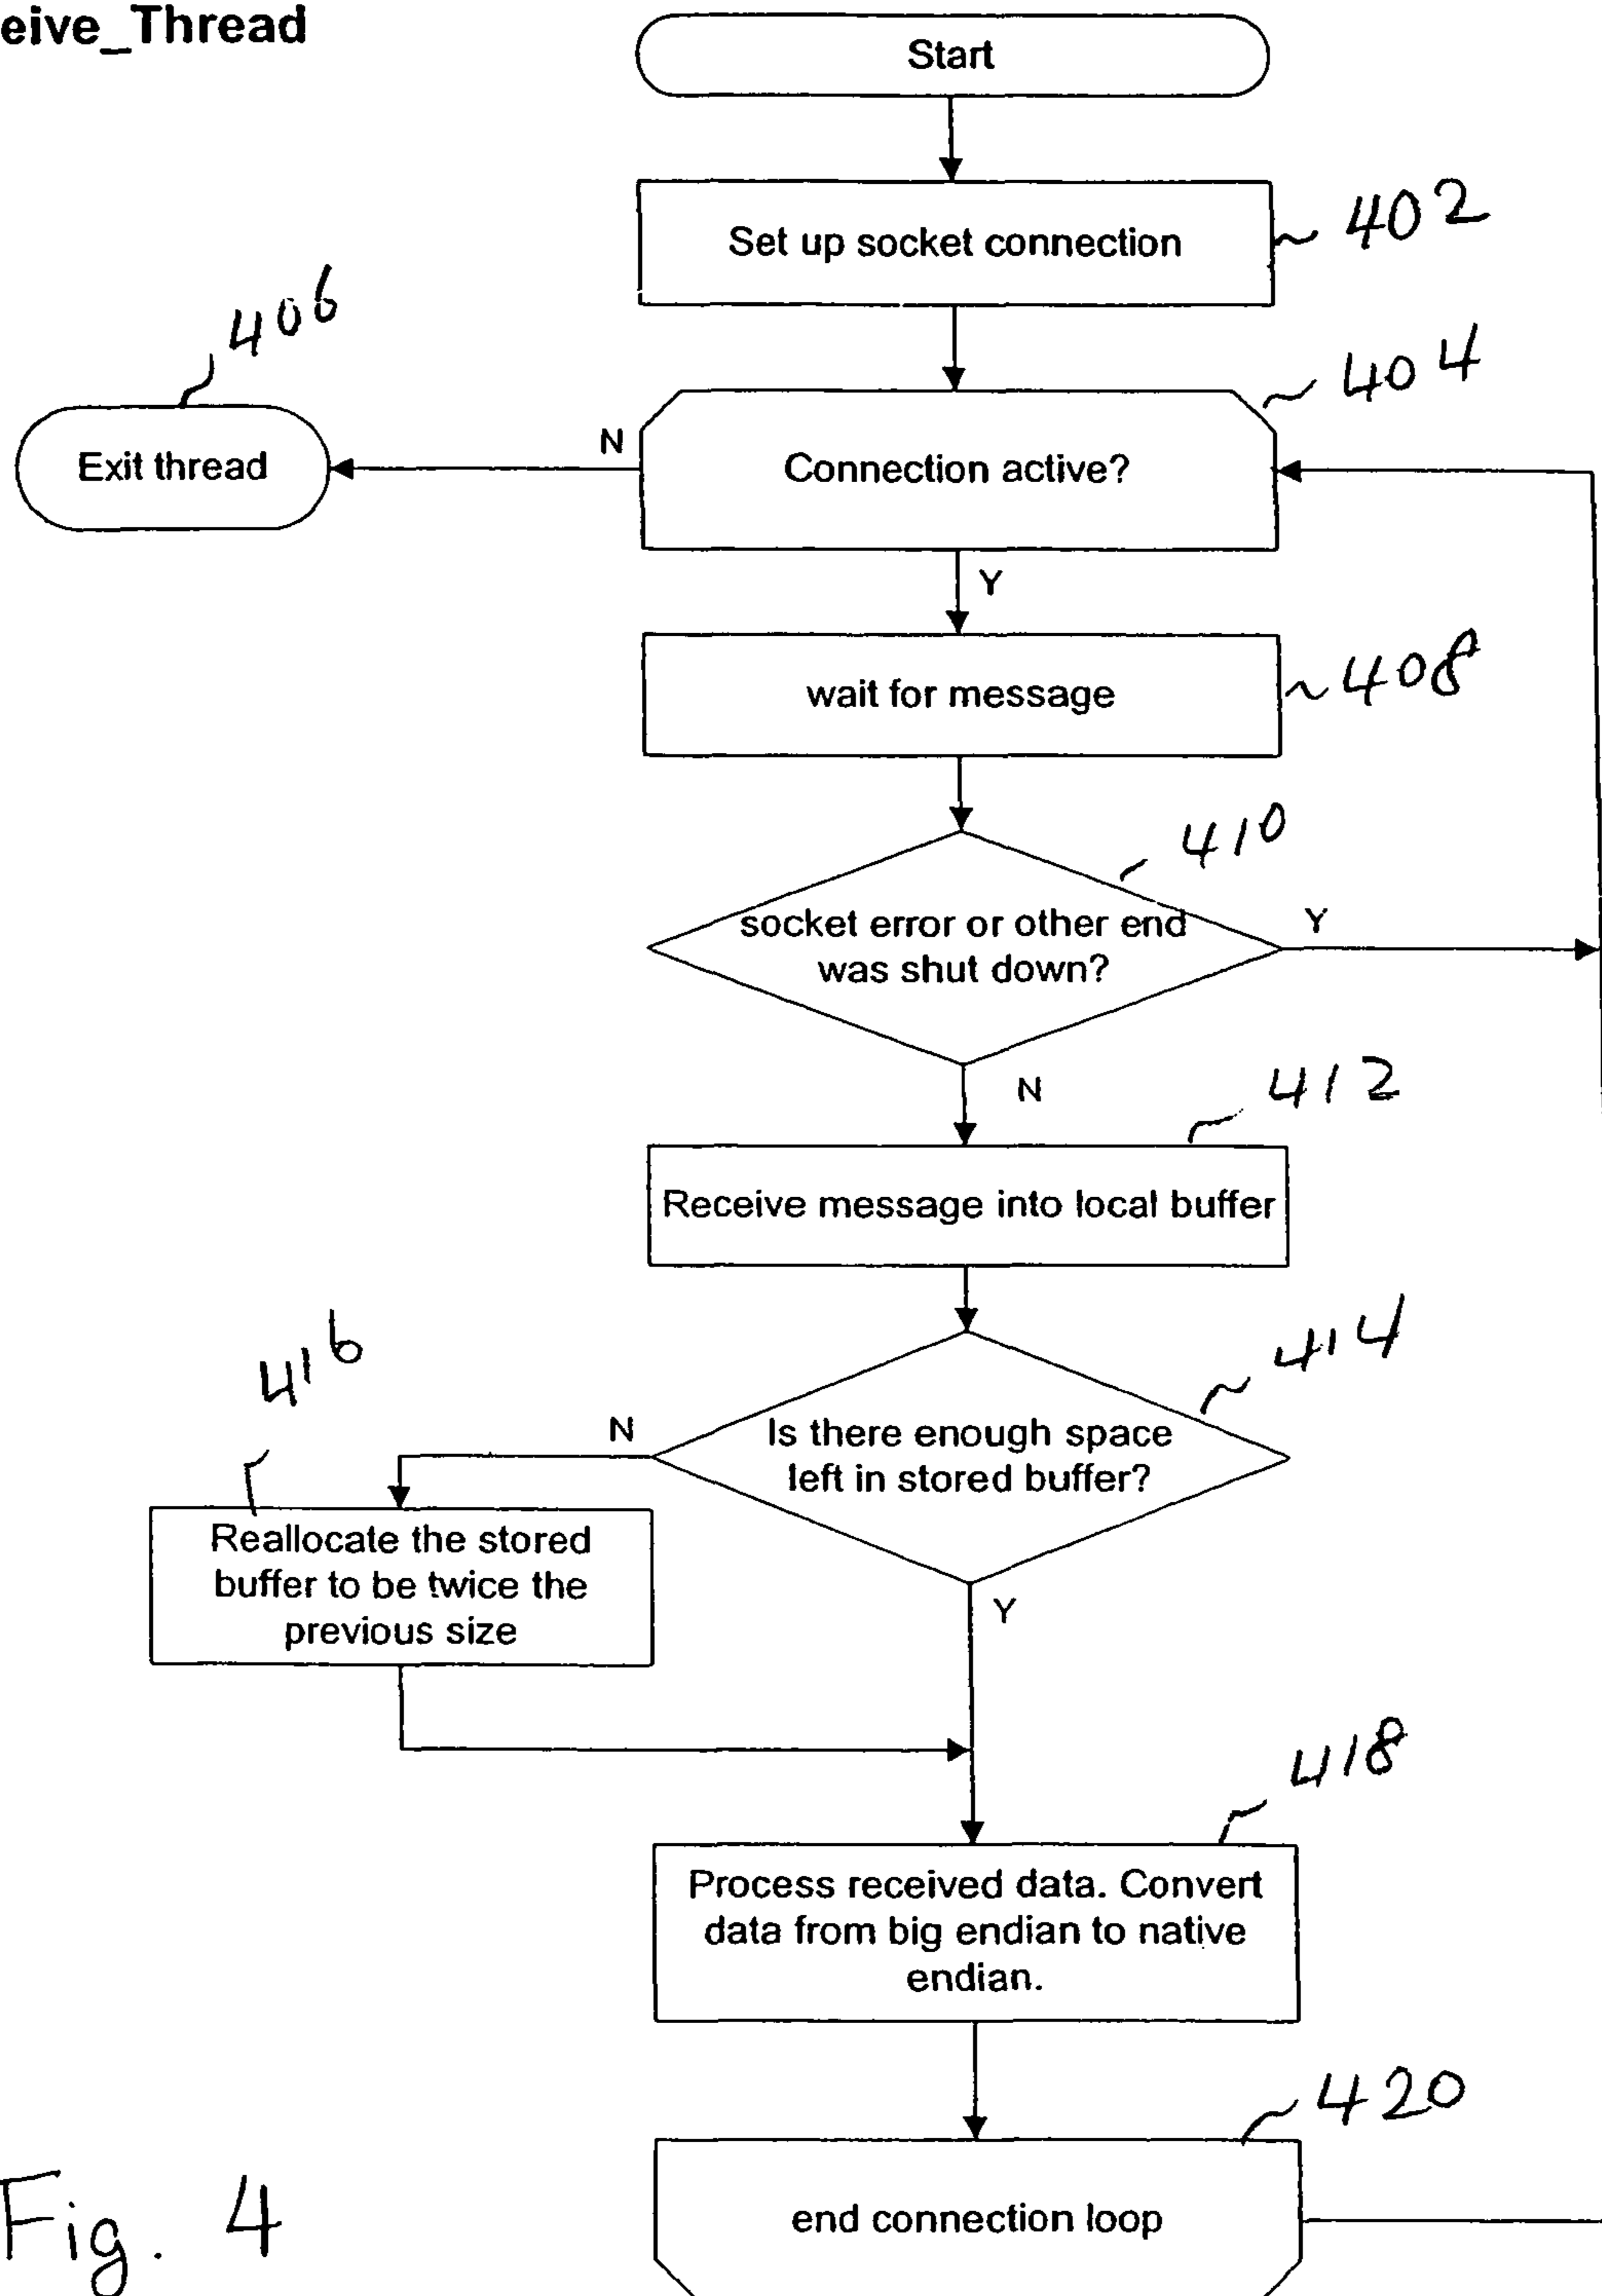 eive_Thread
Start
Set up socket connection
402
406
404
Exit thread
N
Connection active?
Y
wait for message
408
410
socket error or other end
was shut down?
Y
N
412
Receive message into local buffer
416
414
N
Is there enough space
left in stored buffer?
Reallocate the stored
buffer to be twice the
previous size
Y
418
Process received data. Convert
data from big endian to native
endian.
420
end connection loop
Fig. 4